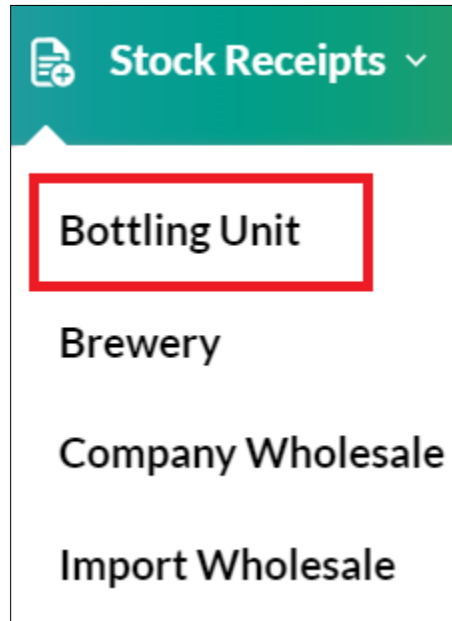 Stock Receipts
Bottling Unit
Brewery
Company Wholesale
Import Wholesale